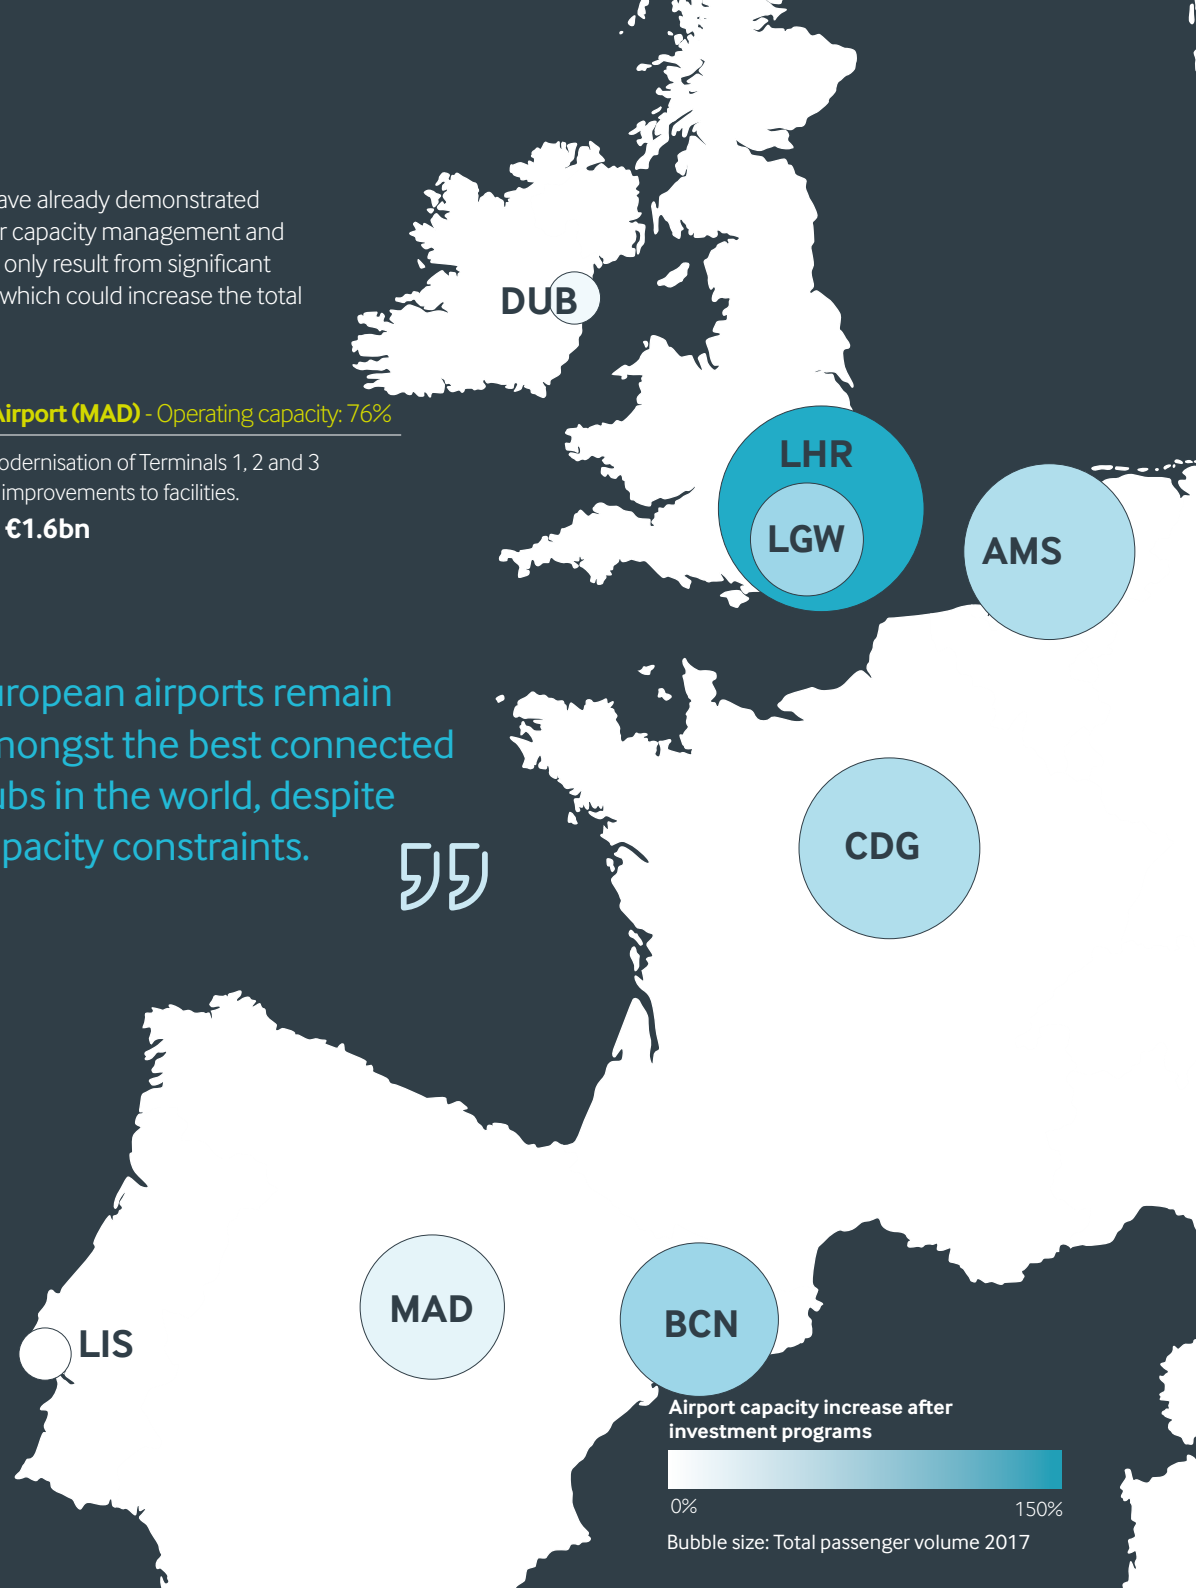 ave already demonstrated
r capacity management and
only result from significant
which could increase the total
Airport (MAD) - Operating capacity: 76%
odernisation of Terminals 1, 2 and 3
improvements to facilities.
€1.6bn
uropean airports remain
mongst the best connected
ubs in the world, despite
pacity constraints.
DUB
LHR
LGW
AMS
CDG
MAD
BCN
LIS
Airport capacity increase after
investment programs
0% 150%
Bubble size: Total passenger volume 2017